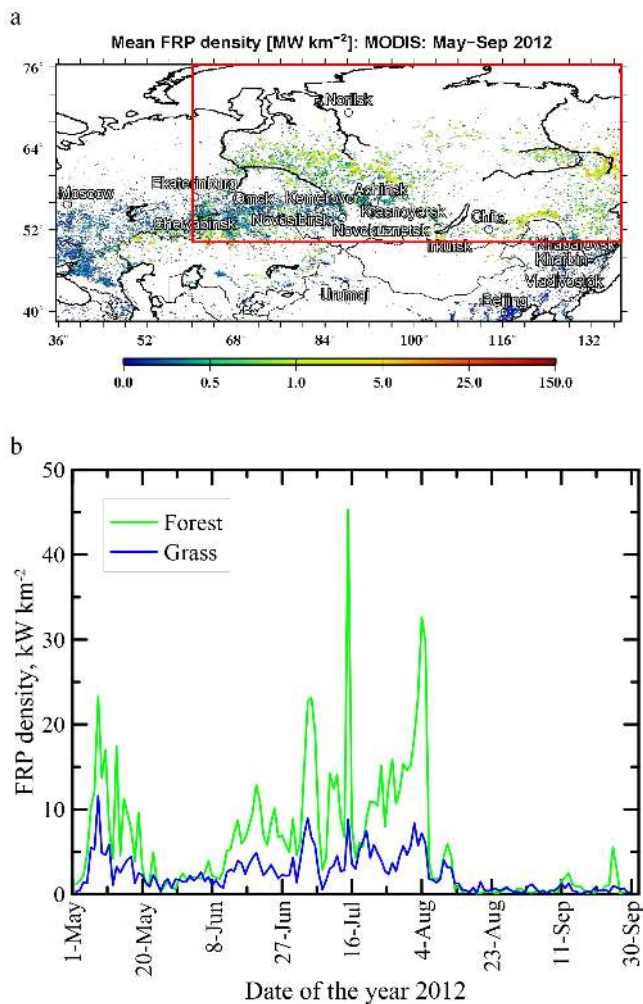 a
Mean FRP density [MW km⁻²]: MODIS: May−Sep 2012
76°
64°
52°
40°
Norilsk
Moscow
Ekaterinburg
Chelyabinsk
Omsk
Kemerovo
Achinsk
Novosibirsk
Krasnoyarsk
Novokuznetsk
Irkutsk
Chita
Khabarovsk
Kharbin
Vladivostok
Urumqi
Beijing
36° 52° 68° 84° 100° 116° 132°
0.0 0.5 1.0 5.0 25.0 150.0
b
50
40
30
20
10
0
FRP density, kW km⁻²
Forest
Grass
1-May 20-May 8-Jun 27-Jun 16-Jul 4-Aug 23-Aug 11-Sep 30-Sep
Date of the year 2012